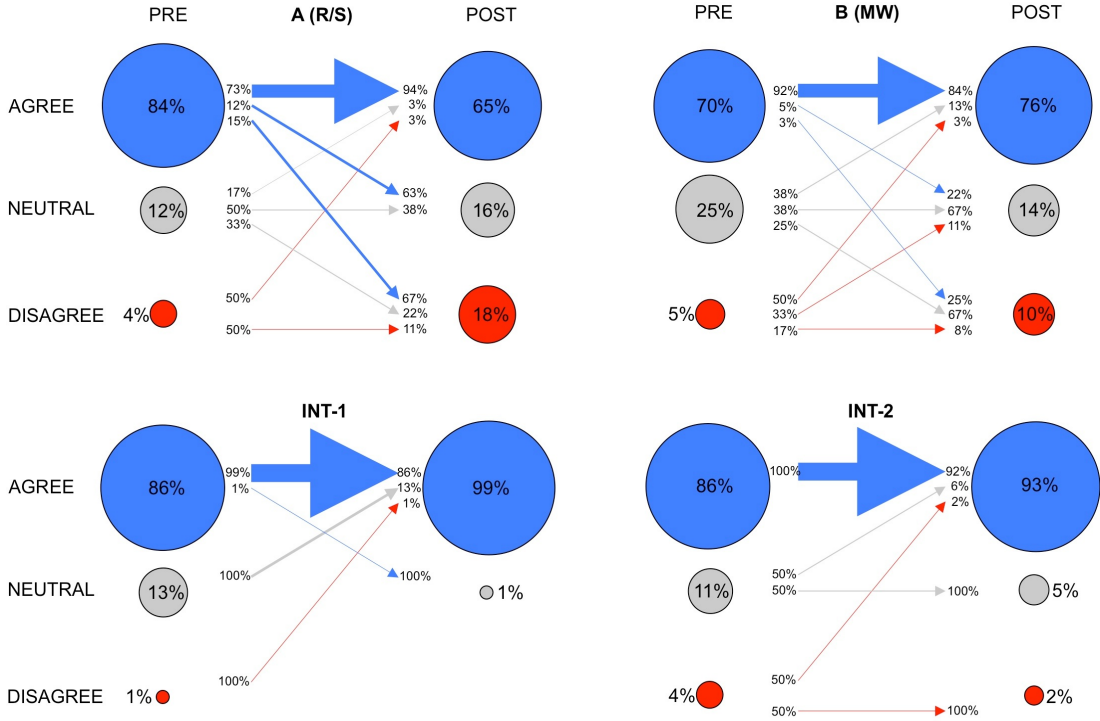 PRE A (R/S) POST
PRE B (MW) POST
AGREE 84% 73% 94% 65%
12% 3%
15% 3%
70% 92% 84% 76%
5% 13%
3% 3%
NEUTRAL 12% 17% 63% 16%
50% 38%
33%
25% 38% 22% 14%
38% 67%
25% 11%
DISAGREE 4% 50% 67% 18%
22%
50% 11%
5% 50% 25% 10%
33% 67%
17% 8%
INT-1
INT-2
AGREE 86% 99% 86% 99%
1% 13%
1%
86% 100% 92% 93%
6%
2%
NEUTRAL 13% 100% 100% 1%
11% 50% 5%
50% 100%
DISAGREE 1% 100%
4% 50% 2%
50% 100%